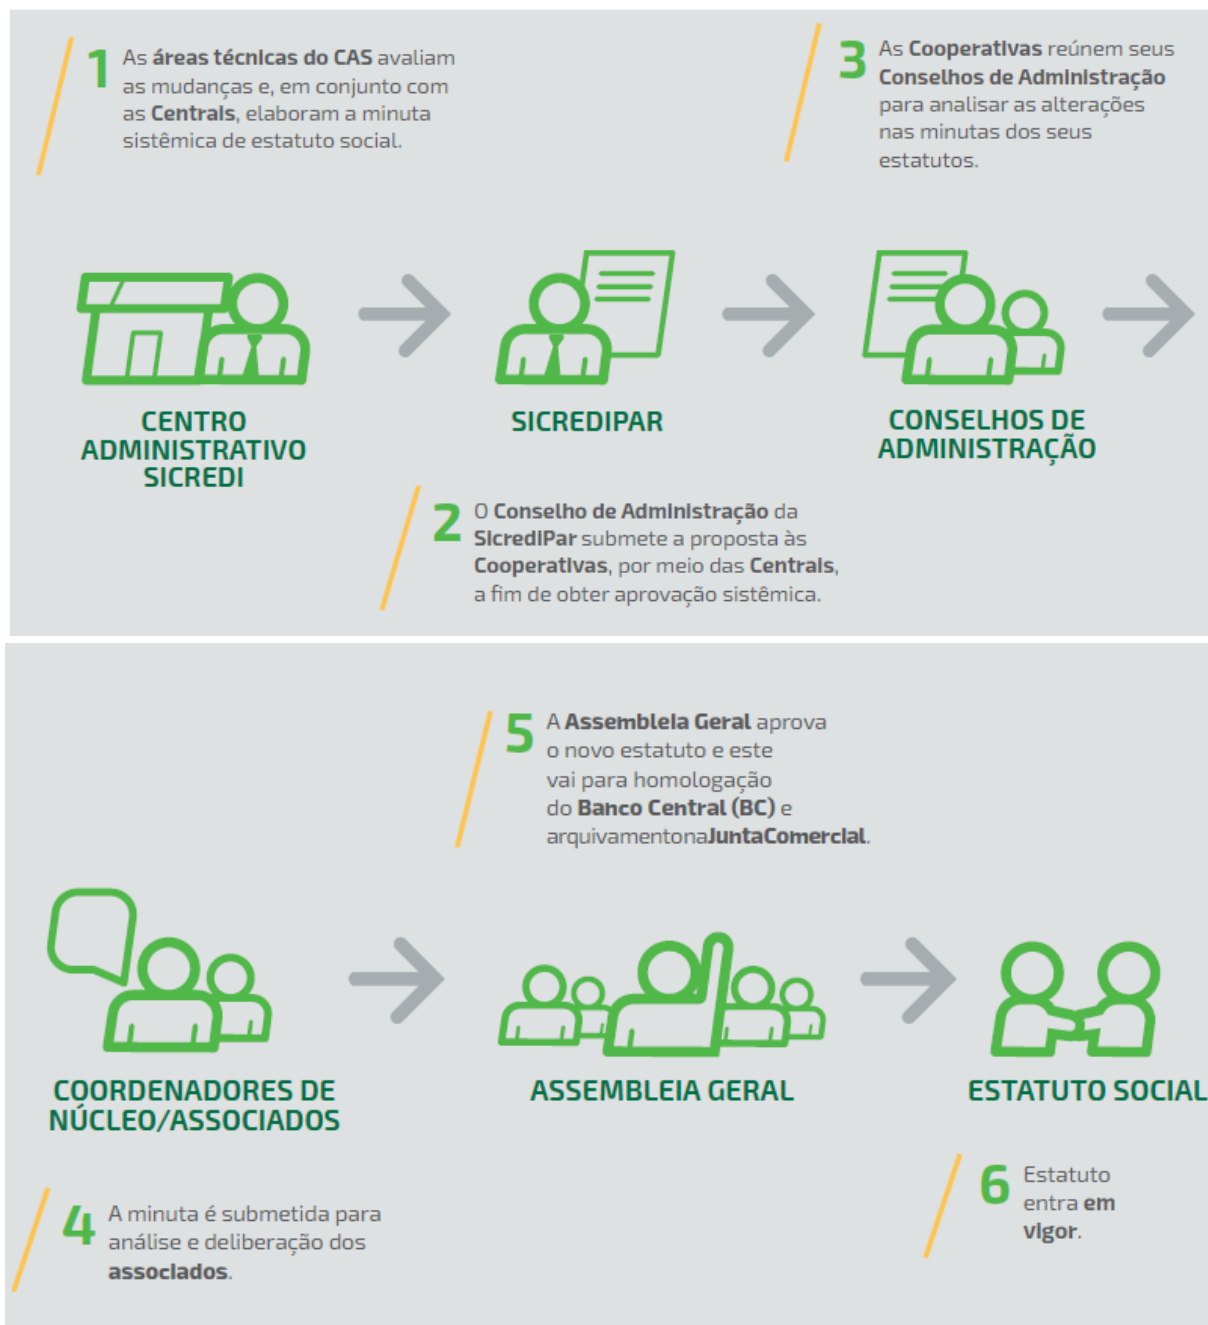 1
As áreas técnicas do CAS avaliam
as mudanças e, em conjunto com
as Centrais, elaboram a minuta
sistêmica de estatuto social.
3
As Cooperativas reúnem seus
Conselhos de Administração
para analisar as alterações
nas minutas dos seus
estatutos.
CENTRO
ADMINISTRATIVO
SICREDI
SICREDIPAR
CONSELHOS DE
ADMINISTRAÇÃO
2
O Conselho de Administração da
SicrediPar submete a proposta às
Cooperativas, por meio das Centrais,
a fim de obter aprovação sistêmica.
5
A Assembleia Geral aprova
o novo estatuto e este
vai para homologação
do Banco Central (BC) e
arquivamentonaJuntaComercial.
COORDENADORES DE
NÚCLEO/ASSOCIADOS
ASSEMBLEIA GERAL
ESTATUTO SOCIAL
4
A minuta é submetida para
análise e deliberação dos
associados.
6
Estatuto
entra em
vigor.